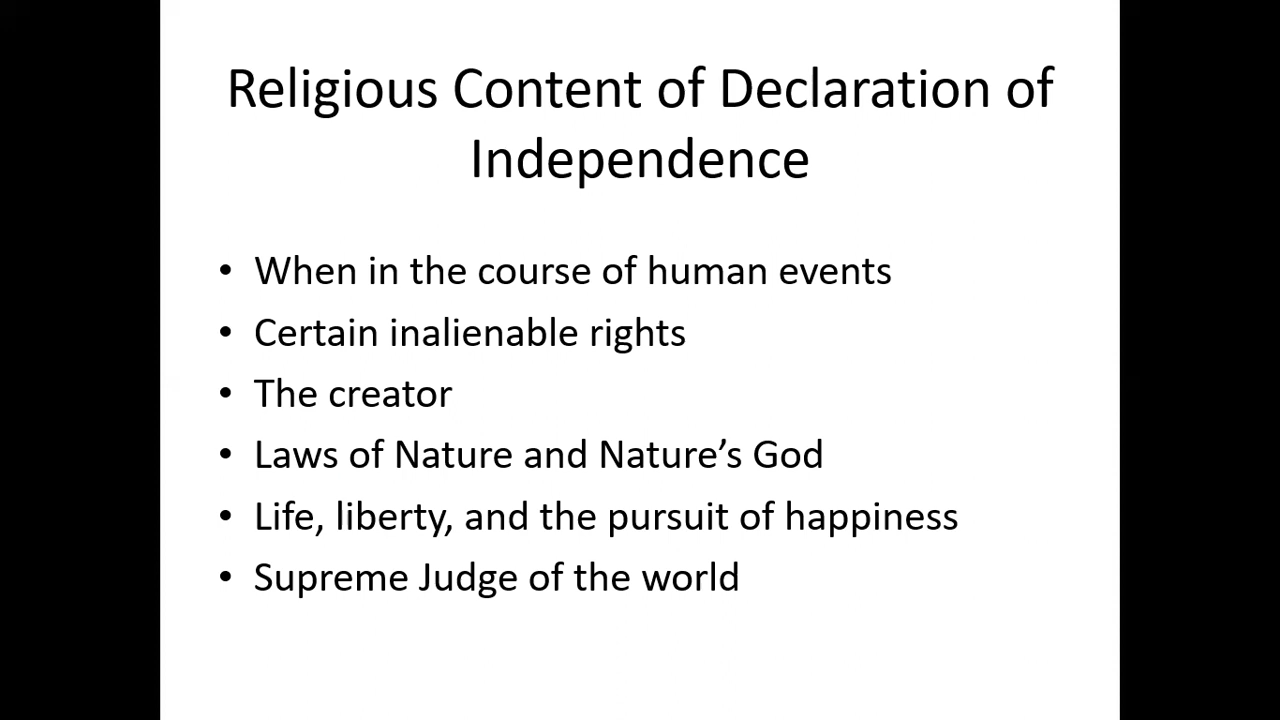 Religious Content of Declaration of
Independence
• When in the course of human events
• Certain inalienable rights
• The creator
• Laws of Nature and Nature’s God
• Life, liberty, and the pursuit of happiness
• Supreme Judge of the world